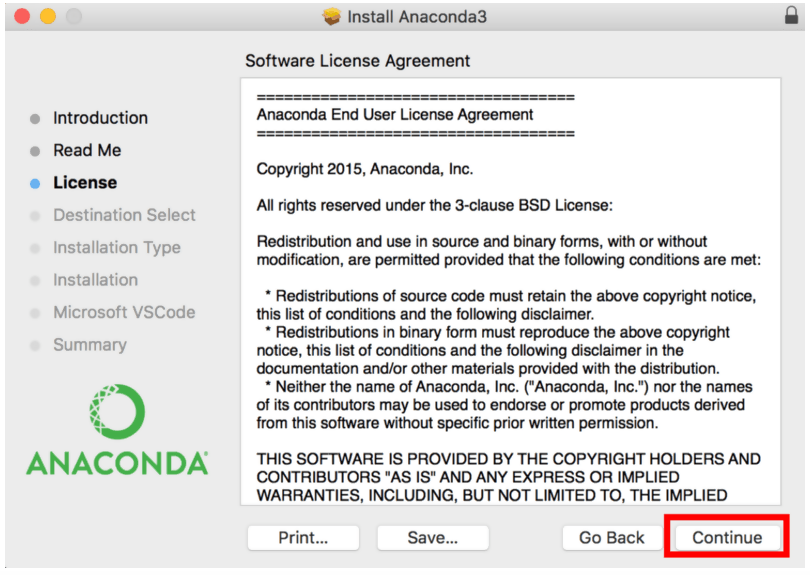 Install Anaconda3
Software License Agreement
Introduction
Read Me
License
Destination Select
Installation Type
Installation
Microsoft VSCode
Summary
ANACONDA
===================================
Anaconda End User License Agreement
===================================
Copyright 2015, Anaconda, Inc.
All rights reserved under the 3-clause BSD License:
Redistribution and use in source and binary forms, with or without
modification, are permitted provided that the following conditions are met:
* Redistributions of source code must retain the above copyright notice,
this list of conditions and the following disclaimer.
* Redistributions in binary form must reproduce the above copyright
notice, this list of conditions and the following disclaimer in the
documentation and/or other materials provided with the distribution.
* Neither the name of Anaconda, Inc. ("Anaconda, Inc.") nor the names
of its contributors may be used to endorse or promote products derived
from this software without specific prior written permission.
THIS SOFTWARE IS PROVIDED BY THE COPYRIGHT HOLDERS AND
CONTRIBUTORS "AS IS" AND ANY EXPRESS OR IMPLIED
WARRANTIES, INCLUDING, BUT NOT LIMITED TO, THE IMPLIED
Print...
Save...
Go Back
Continue